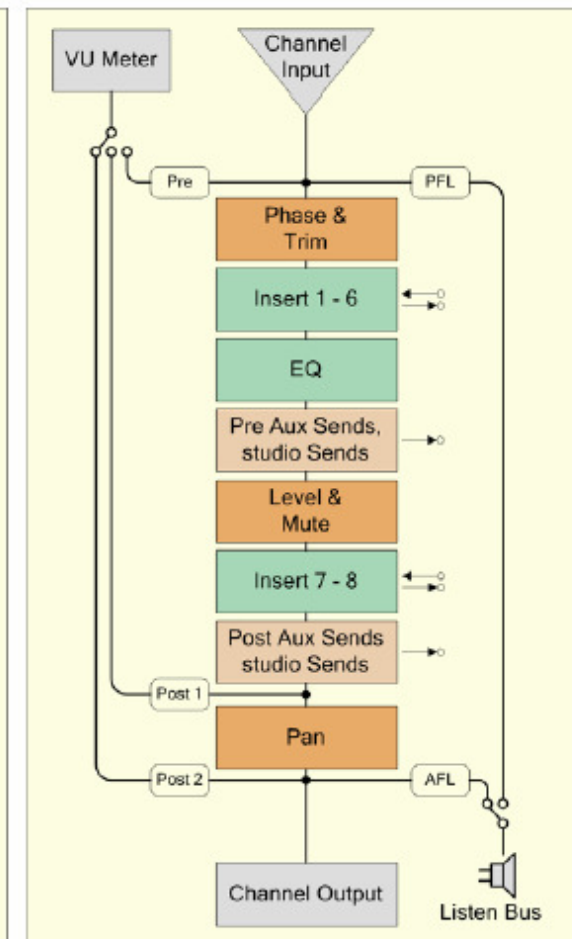 VU Meter
Channel
Input
Pre
PFL
Phase &
Trim
Insert 1 - 6
EQ
Pre Aux Sends,
studio Sends
Level &
Mute
Insert 7 - 8
Post Aux Sends
studio Sends
Post 1
Pan
Post 2
AFL
Channel Output
Listen Bus